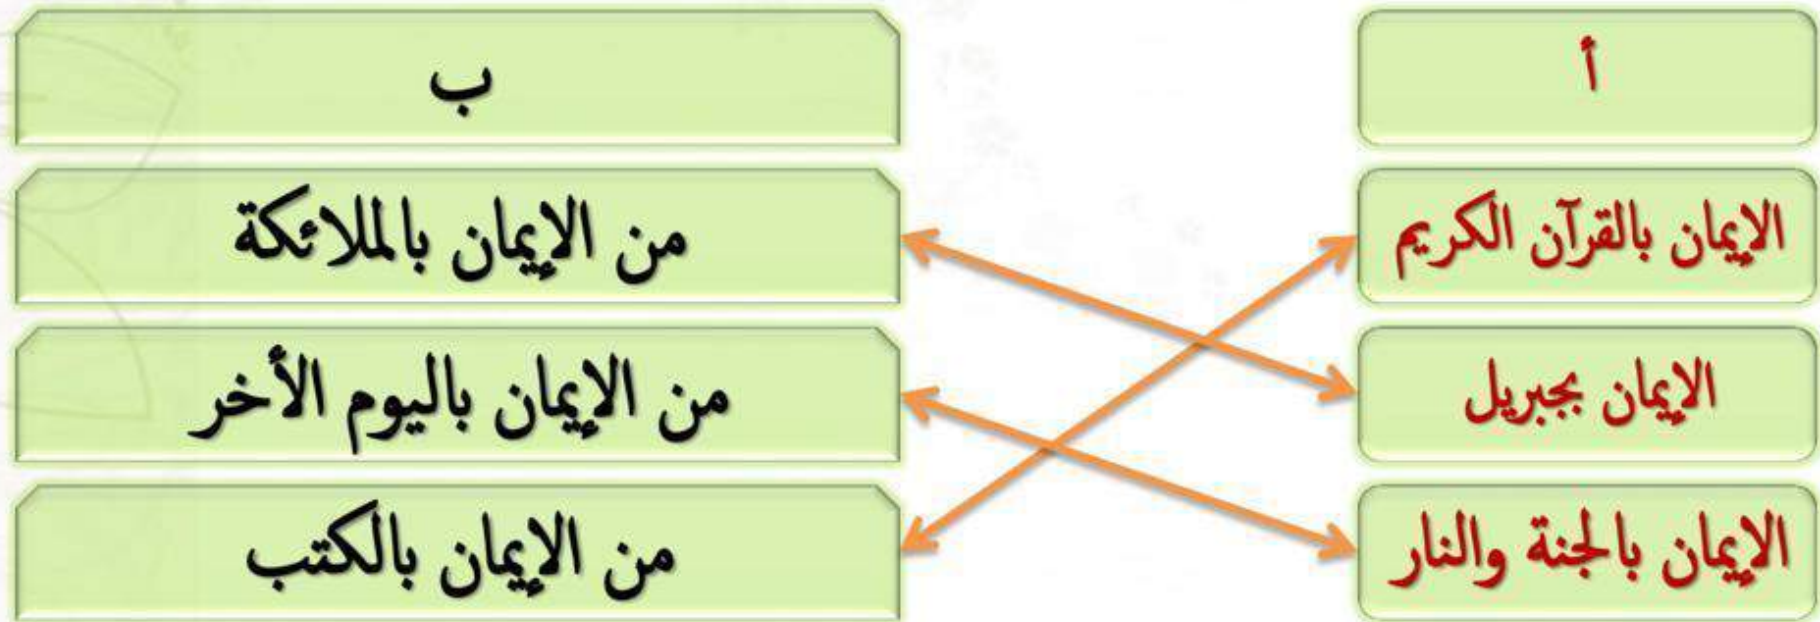 أ
ب
الإيمان بالقرآن الكريم
من الإيمان بالملائكة
الإيمان بجبريل
من الإيمان باليوم الأخر
الإيمان بالجنة والنار
من الإيمان بالكتب